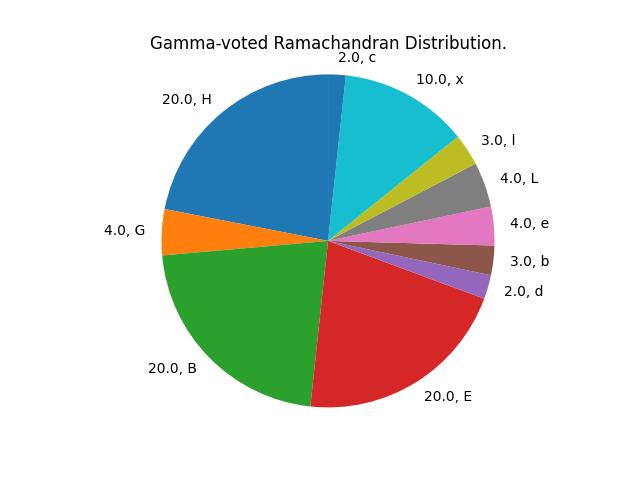 Gamma-voted Ramachandran Distribution.
2.0, c
10.0, x
20.0, H
3.0, l
4.0, L
4.0, G
4.0, e
3.0, b
2.0, d
20.0, B
20.0, E